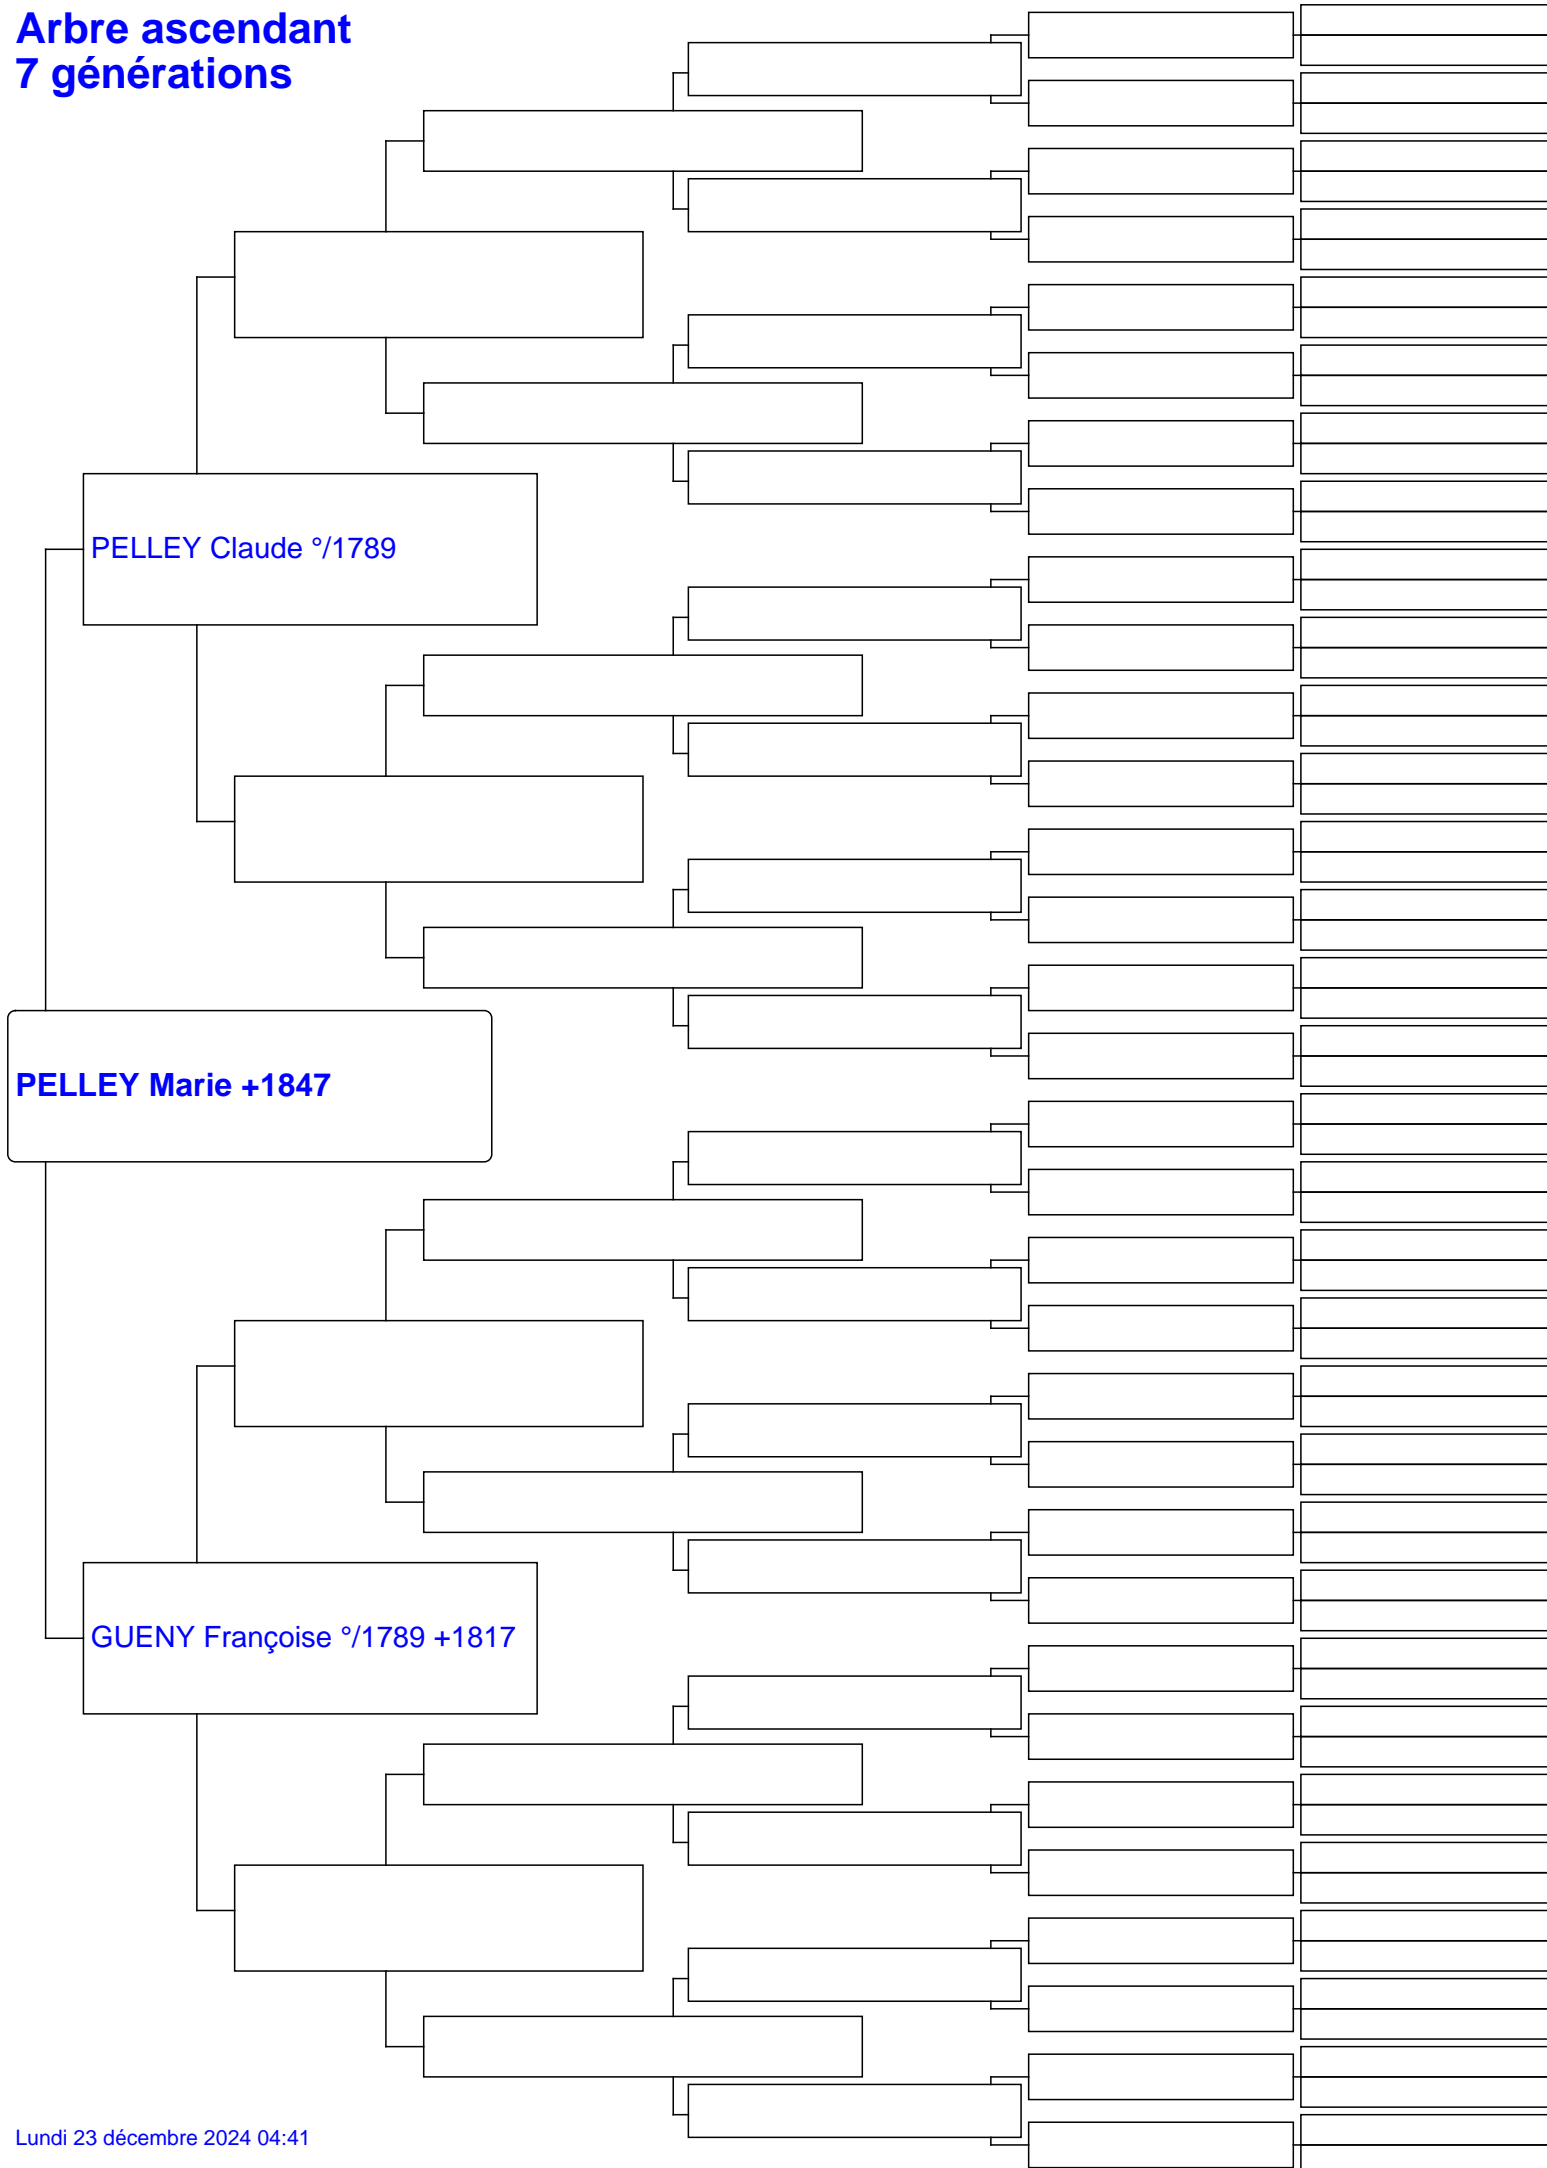 Arbre ascendant
7 générations
PELLEY Claude °/1789
PELLEY Marie +1847
GUENY Françoise °/1789 +1817
Lundi 23 décembre 2024 04:41